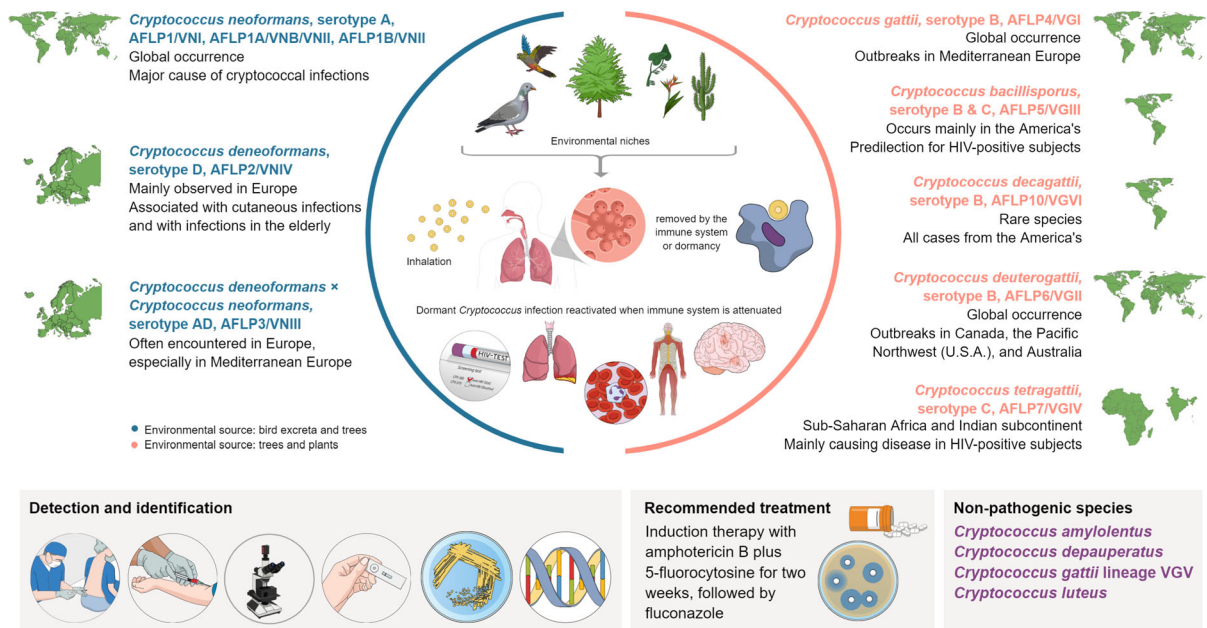 Cryptococcus neoformans, serotype A,
AFLP1/VNI, AFLP1A/VNB/VNII, AFLP1B/VNII
Global occurrence
Major cause of cryptococcal infections
Cryptococcus deneoformans,
serotype D, AFLP2/VNIV
Mainly observed in Europe
Associated with cutaneous infections
and with infections in the elderly
Cryptococcus deneoformans ×
Cryptococcus neoformans,
serotype AD, AFLP3/VNIII
Often encountered in Europe,
especially in Mediterranean Europe
Environmental source: bird excreta and trees
Environmental source: trees and plants
Environmental niches
Inhalation
removed by the
immune system
or dormancy
Dormant Cryptococcus infection reactivated when immune system is attenuated
HIV-TEST
Screening test
Cryptococcus gattii, serotype B, AFLP4/VGI
Global occurrence
Outbreaks in Mediterranean Europe
Cryptococcus bacillisporus,
serotype B & C, AFLP5/VGIII
Occurs mainly in the America's
Predilection for HIV-positive subjects
Cryptococcus decagattii,
serotype B, AFLP10/VGVI
Rare species
All cases from the America's
Cryptococcus deuterogattii,
serotype B, AFLP6/VGII
Global occurrence
Outbreaks in Canada, the Pacific
Northwest (U.S.A.), and Australia
Cryptococcus tetragattii,
serotype C, AFLP7/VGIV
Sub-Saharan Africa and Indian subcontinent
Mainly causing disease in HIV-positive subjects
Detection and identification
Recommended treatment
Induction therapy with
amphotericin B plus
5-fluorocytosine for two
weeks, followed by
fluconazole
Non-pathogenic species
Cryptococcus amylolentus
Cryptococcus depauperatus
Cryptococcus gattii lineage VGV
Cryptococcus luteus